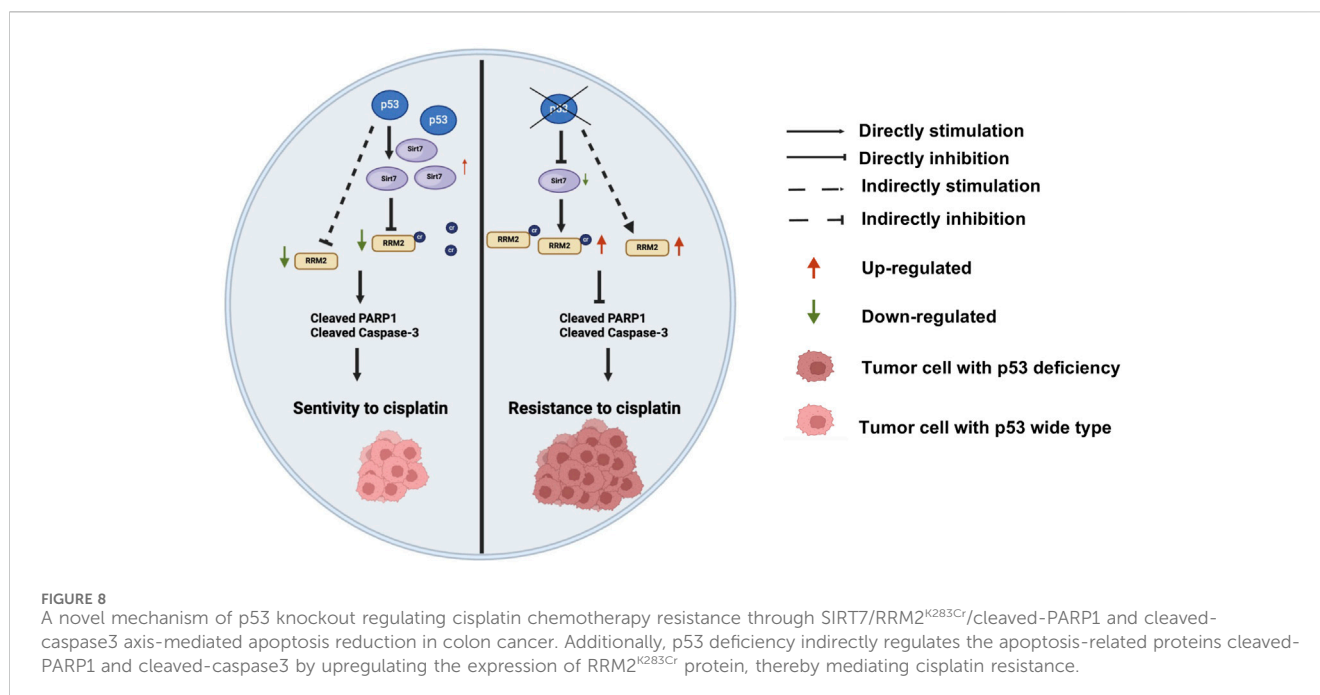 p53
p53
Sirt7
Sirt7
Sirt7
RRM2
RRM2
cr
cr
cr
cr
Cleaved PARP1
Cleaved Caspase-3
Sentivity to cisplatin
p53
Sirt7
RRM2
cr
RRM2
cr
RRM2
Cleaved PARP1
Cleaved Caspase-3
Resistance to cisplatin
Directly stimulation
Directly inhibition
Indirectly stimulation
Indirectly inhibition
Up-regulated
Down-regulated
Tumor cell with p53 deficiency
Tumor cell with p53 wide type
FIGURE 8
A novel mechanism of p53 knockout regulating cisplatin chemotherapy resistance through SIRT7/RRM2K283Cr/cleaved-PARP1 and cleaved-
caspase3 axis-mediated apoptosis reduction in colon cancer. Additionally, p53 deficiency indirectly regulates the apoptosis-related proteins cleaved-
PARP1 and cleaved-caspase3 by upregulating the expression of RRM2K283Cr protein, thereby mediating cisplatin resistance.